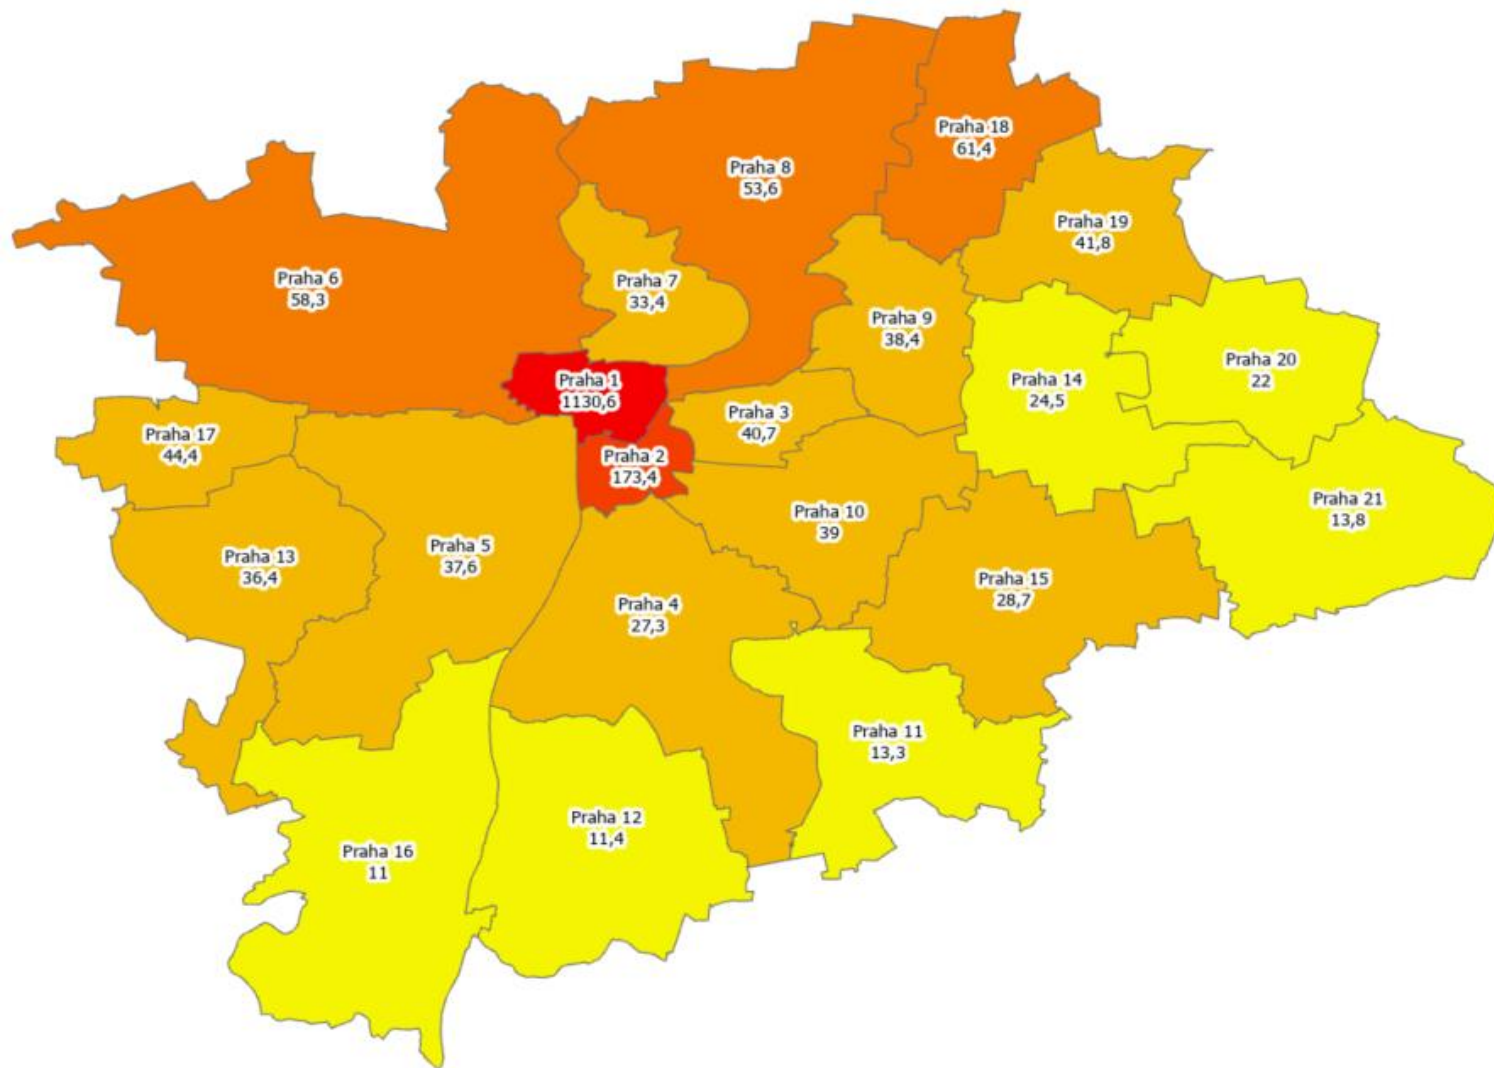 Praha 18
61,4
Praha 8
53,6
Praha 19
41,8
Praha 6
58,3
Praha 7
33,4
Praha 9
38,4
Praha 20
22
Praha 14
24,5
Praha 1
1130,6
Praha 3
40,7
Praha 17
44,4
Praha 2
173,4
Praha 21
13,8
Praha 10
39
Praha 5
37,6
Praha 13
36,4
Praha 15
28,7
Praha 4
27,3
Praha 11
13,3
Praha 12
11,4
Praha 16
11